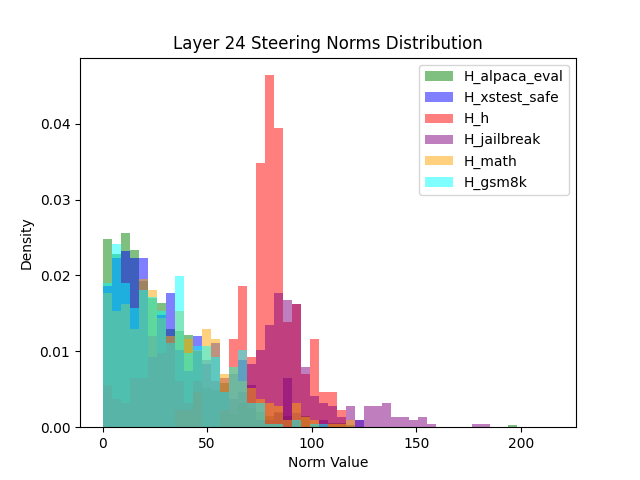 Layer 24 Steering Norms Distribution
H_alpaca_eval
H_xstest_safe
H_h
H_jailbreak
H_math
H_gsm8k
0.04
0.03
0.02
0.01
0.00
Density
0
50
100
150
200
Norm Value